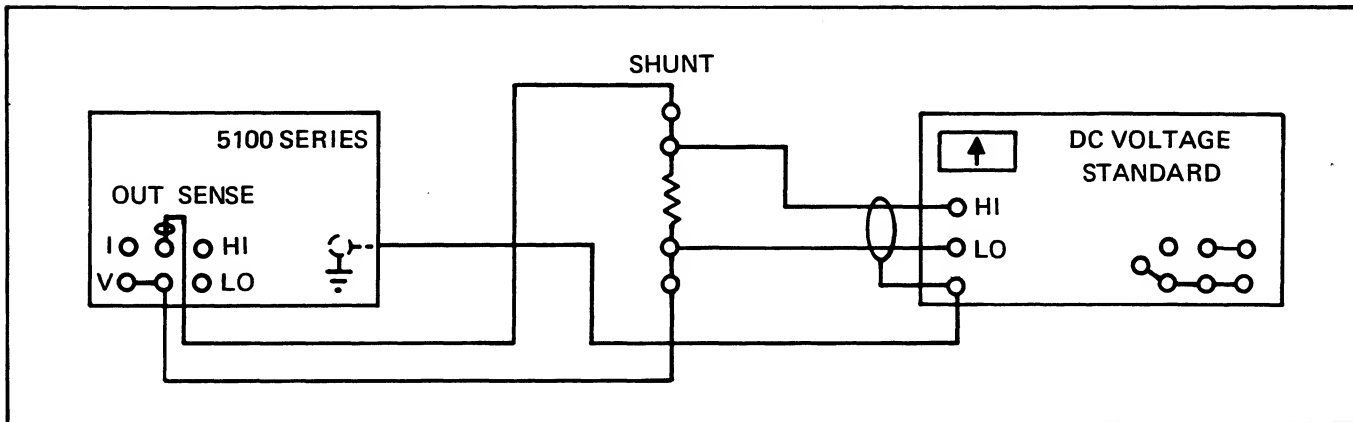 SHUNT
5100 SERIES
OUT SENSE
I HI
V LO
DC VOLTAGE
STANDARD
HI
LO